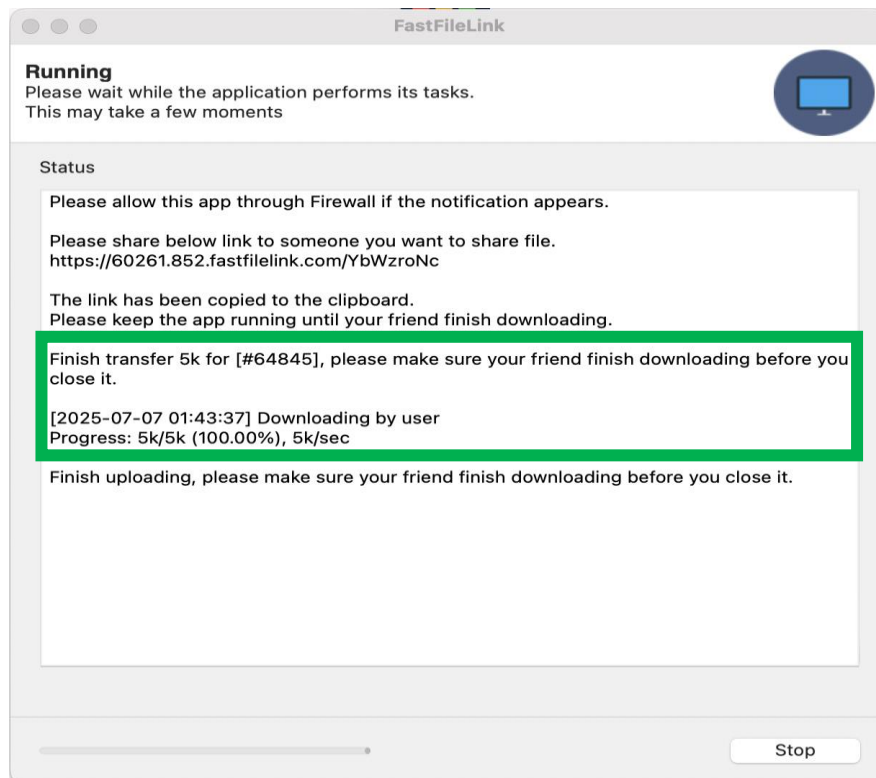 FastFileLink
Running
Please wait while the application performs its tasks.
This may take a few moments
Status
Please allow this app through Firewall if the notification appears.
Please share below link to someone you want to share file.
https://60261.852.fastfilelink.com/YbWzroNc
The link has been copied to the clipboard.
Please keep the app running until your friend finish downloading.
Finish transfer 5k for [#64845], please make sure your friend finish downloading before you
close it.
[2025-07-07 01:43:37] Downloading by user
Progress: 5k/5k (100.00%), 5k/sec
Finish uploading, please make sure your friend finish downloading before you close it.
Stop